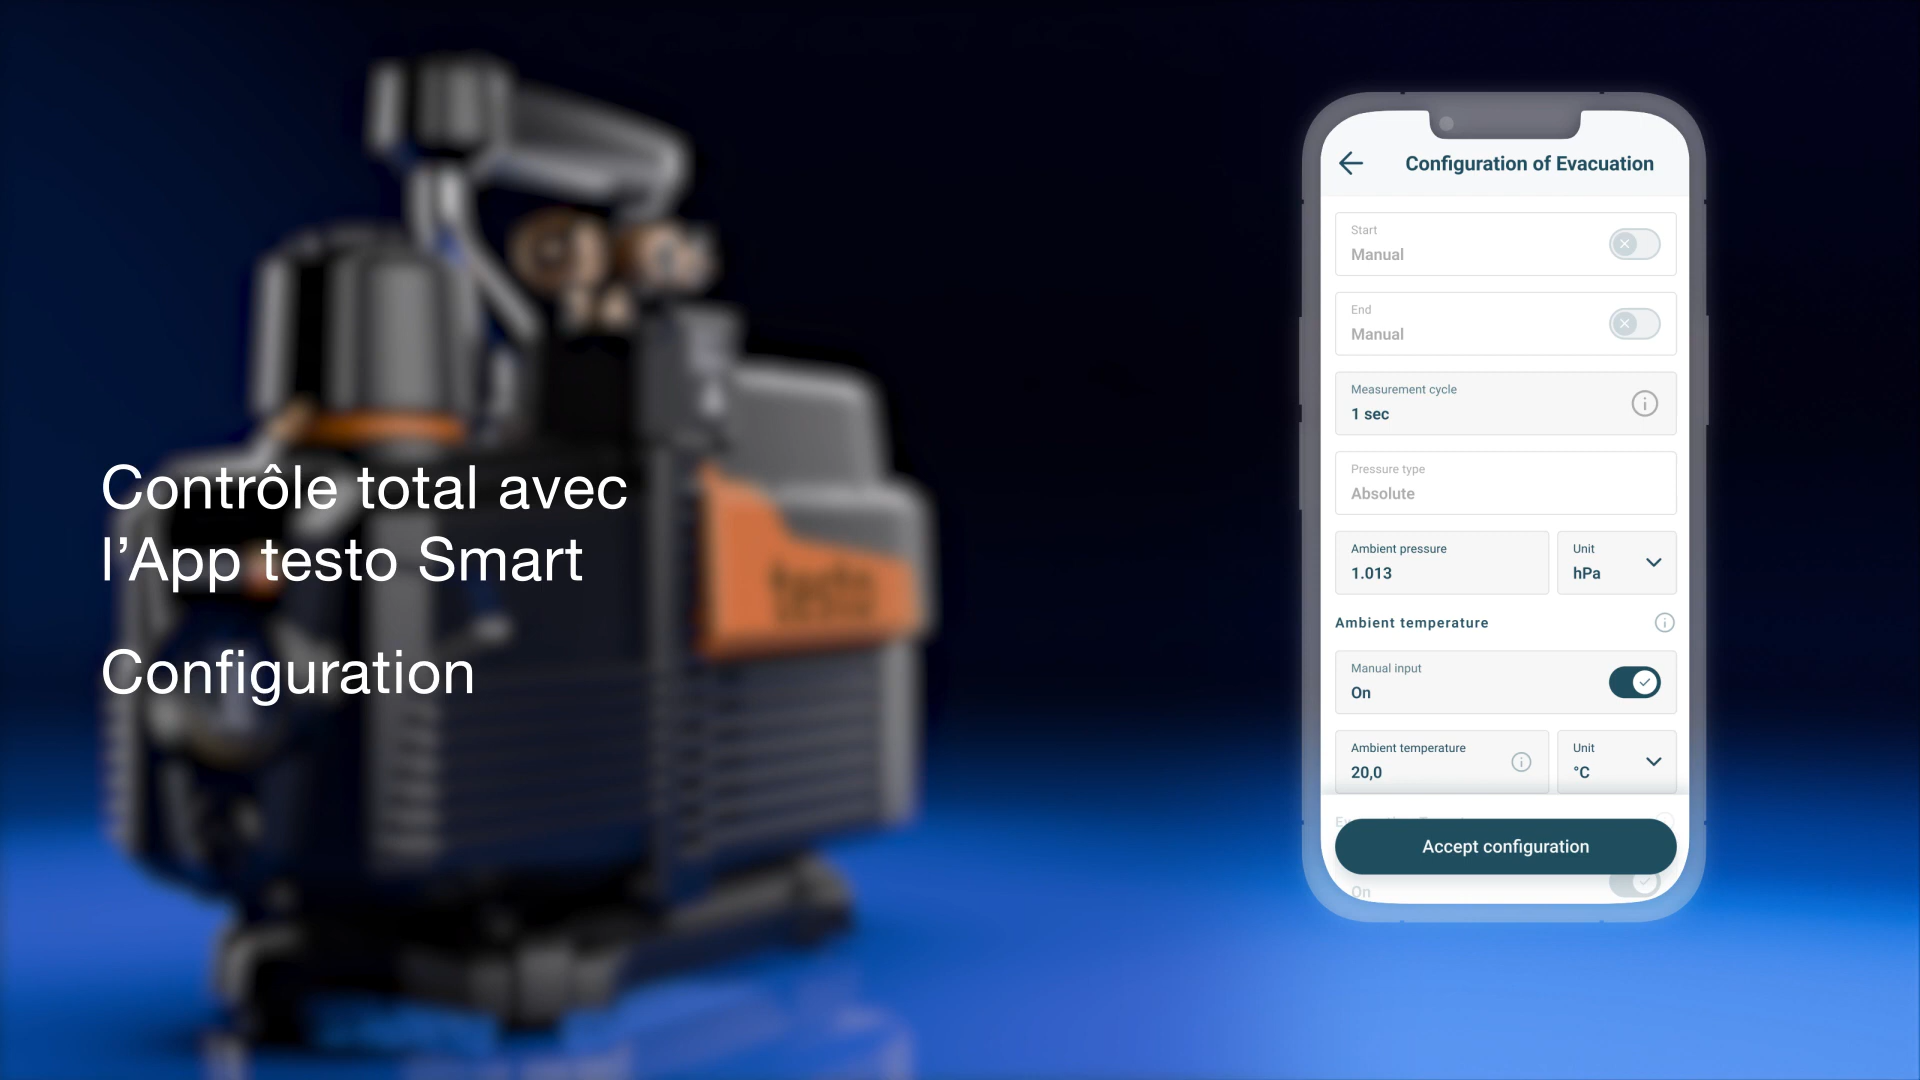 Contrôle total avec
l’App testo Smart
Configuration
testo
Configuration of Evacuation
Start
Manual
End
Manual
Measurement cycle
1 sec
Pressure type
Absolute
Ambient pressure
1.013
Unit
hPa
Ambient temperature
Manual input
On
Ambient temperature
20,0
Unit
°C
Accept configuration
On